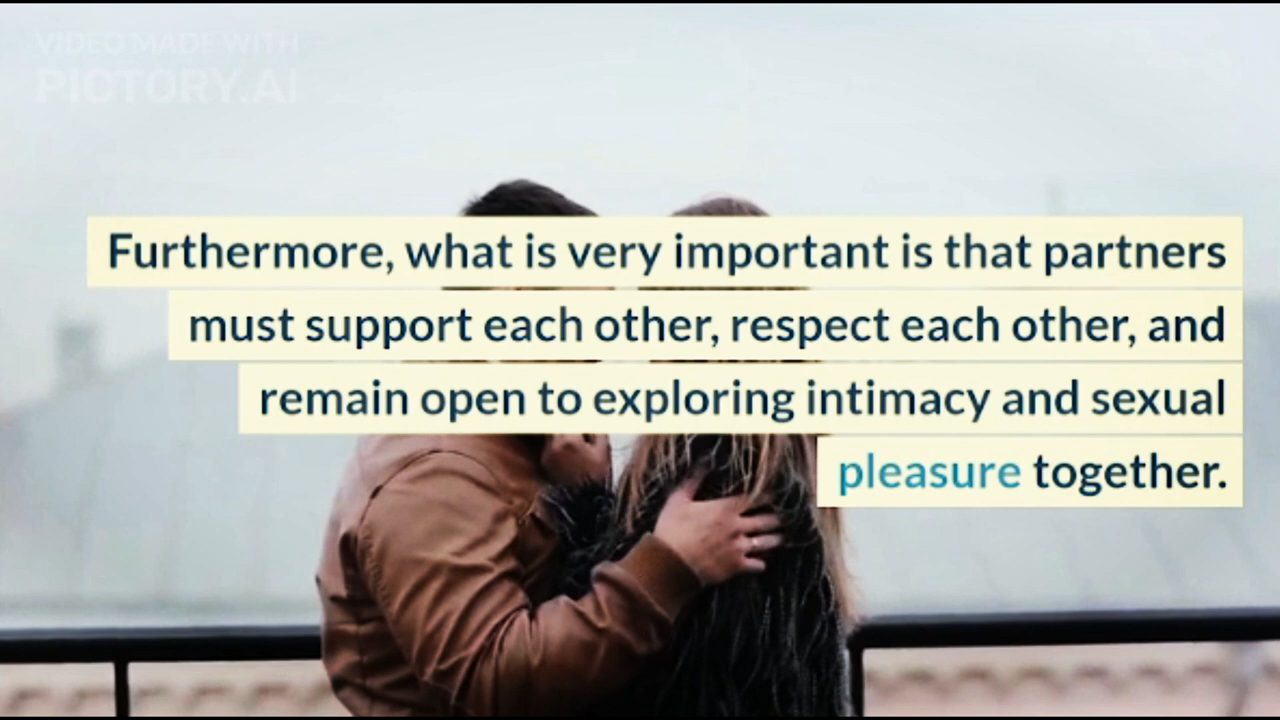 VIDEO MADE WITH
PICTORY.AI
Furthermore, what is very important is that partners
must support each other, respect each other, and
remain open to exploring intimacy and sexual
pleasure together.